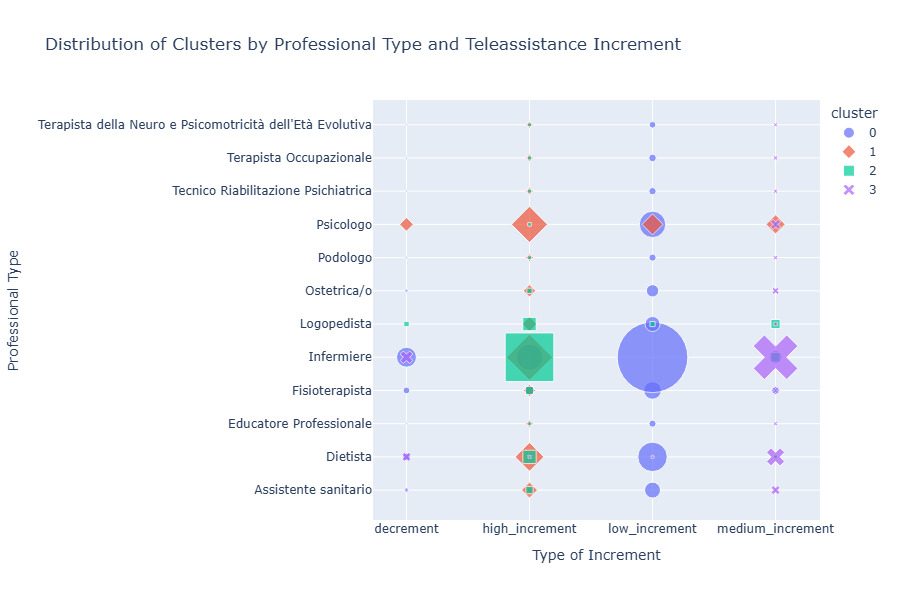 Distribution of Clusters by Professional Type and Teleassistance Increment
cluster
0
1
2
3
Professional Type
Terapista della Neuro e Psicomotricità dell'Età Evolutiva
Terapista Occupazionale
Tecnico Riabilitazione Psichiatrica
Psicologo
Podologo
Ostetrica/o
Logopedista
Infermiere
Fisioterapista
Educatore Professionale
Dietista
Assistente sanitario
decrement
high_increment
low_increment
medium_increment
Type of Increment